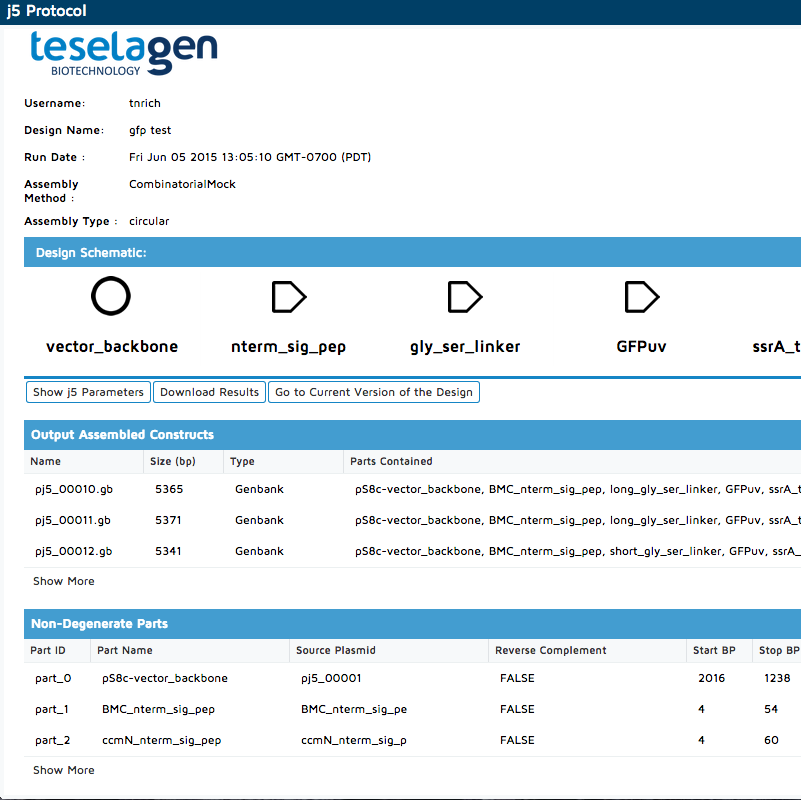 j5 Protocol
teselagen
BIOTECHNOLOGY
Username: tnrich
Design Name: gfp test
Run Date : Fri Jun 05 2015 13:05:10 GMT-0700 (PDT)
Assembly Method : CombinatorialMock
Assembly Type : circular
Design Schematic:
vector_backbone nterm_sig_pep gly_ser_linker GFPuv ssrA_t
Show j5 Parameters Download Results Go to Current Version of the Design
Output Assembled Constructs
Name Size (bp) Type Parts Contained
pj5_00010.gb 5365 Genbank pS8c-vector_backbone, BMC_nterm_sig_pep, long_gly_ser_linker, GFPuv, ssrA_t
pj5_00011.gb 5371 Genbank pS8c-vector_backbone, BMC_nterm_sig_pep, long_gly_ser_linker, GFPuv, ssrA_t
pj5_00012.gb 5341 Genbank pS8c-vector_backbone, BMC_nterm_sig_pep, short_gly_ser_linker, GFPuv, ssrA_
Show More
Non-Degenerate Parts
Part ID Part Name Source Plasmid Reverse Complement Start BP Stop BP
part_0 pS8c-vector_backbone pj5_00001 FALSE 2016 1238
part_1 BMC_nterm_sig_pep BMC_nterm_sig_pe FALSE 4 54
part_2 ccmN_nterm_sig_pep ccmN_nterm_sig_p FALSE 4 60
Show More